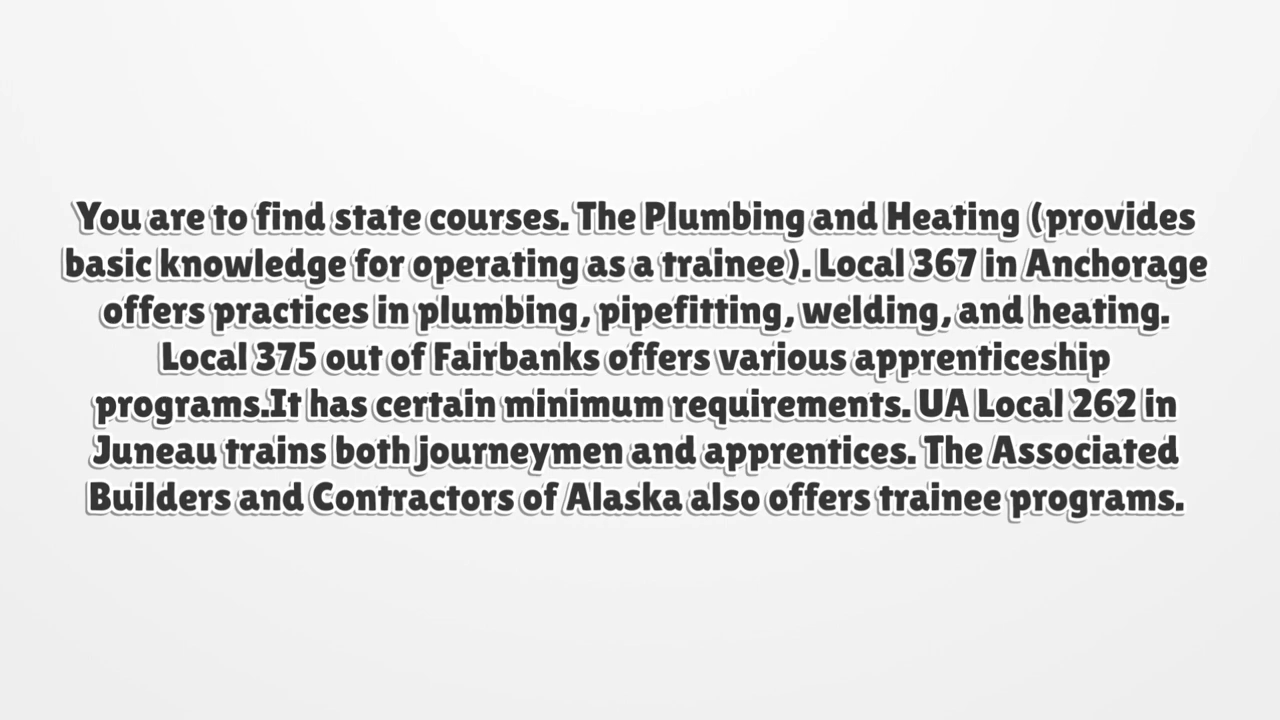 You are to find state courses. The Plumbing and Heating (provides
basic knowledge for operating as a trainee). Local 367 in Anchorage
offers practices in plumbing, pipefitting, welding, and heating.
Local 375 out of Fairbanks offers various apprenticeship
programs.It has certain minimum requirements. UA Local 262 in
Juneau trains both journeymen and apprentices. The Associated
Builders and Contractors of Alaska also offers trainee programs.